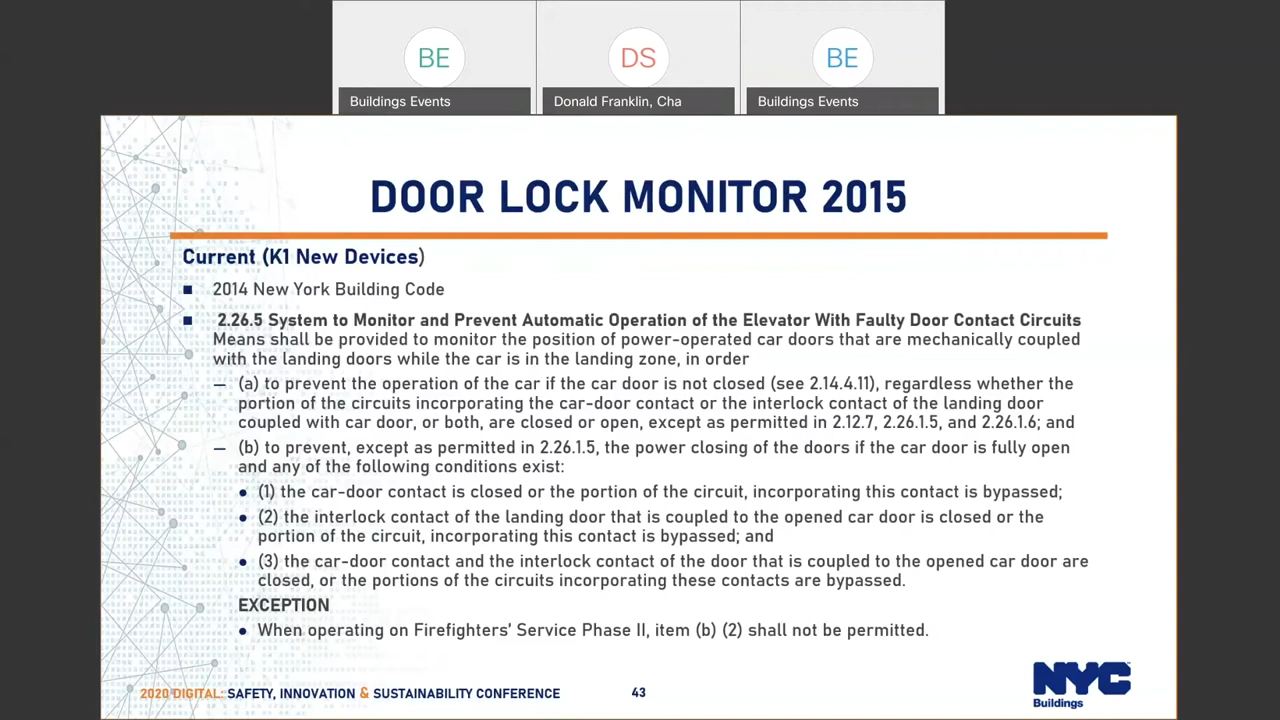 BE
DS
BE
Buildings Events
Donald Franklin, Cha
Buildings Events
DOOR LOCK MONITOR 2015
Current (K1 New Devices)
2014 New York Building Code
2.26.5 System to Monitor and Prevent Automatic Operation of the Elevator With Faulty Door Contact Circuits
Means shall be provided to monitor the position of power-operated car doors that are mechanically coupled
with the landing doors while the car is in the landing zone, in order
— (a) to prevent the operation of the car if the car door is not closed (see 2.14.4.11), regardless whether the
portion of the circuits incorporating the car-door contact or the interlock contact of the landing door
coupled with car door, or both, are closed or open, except as permitted in 2.12.7, 2.26.1.5, and 2.26.1.6; and
— (b) to prevent, except as permitted in 2.26.1.5, the power closing of the doors if the car door is fully open
and any of the following conditions exist:
• (1) the car-door contact is closed or the portion of the circuit, incorporating this contact is bypassed;
• (2) the interlock contact of the landing door that is coupled to the opened car door is closed or the
portion of the circuit, incorporating this contact is bypassed; and
• (3) the car-door contact and the interlock contact of the door that is coupled to the opened car door are
closed, or the portions of the circuits incorporating these contacts are bypassed.
EXCEPTION
• When operating on Firefighters' Service Phase II, item (b) (2) shall not be permitted.
2020 DIGITAL: SAFETY, INNOVATION & SUSTAINABILITY CONFERENCE
43
NYC
Buildings